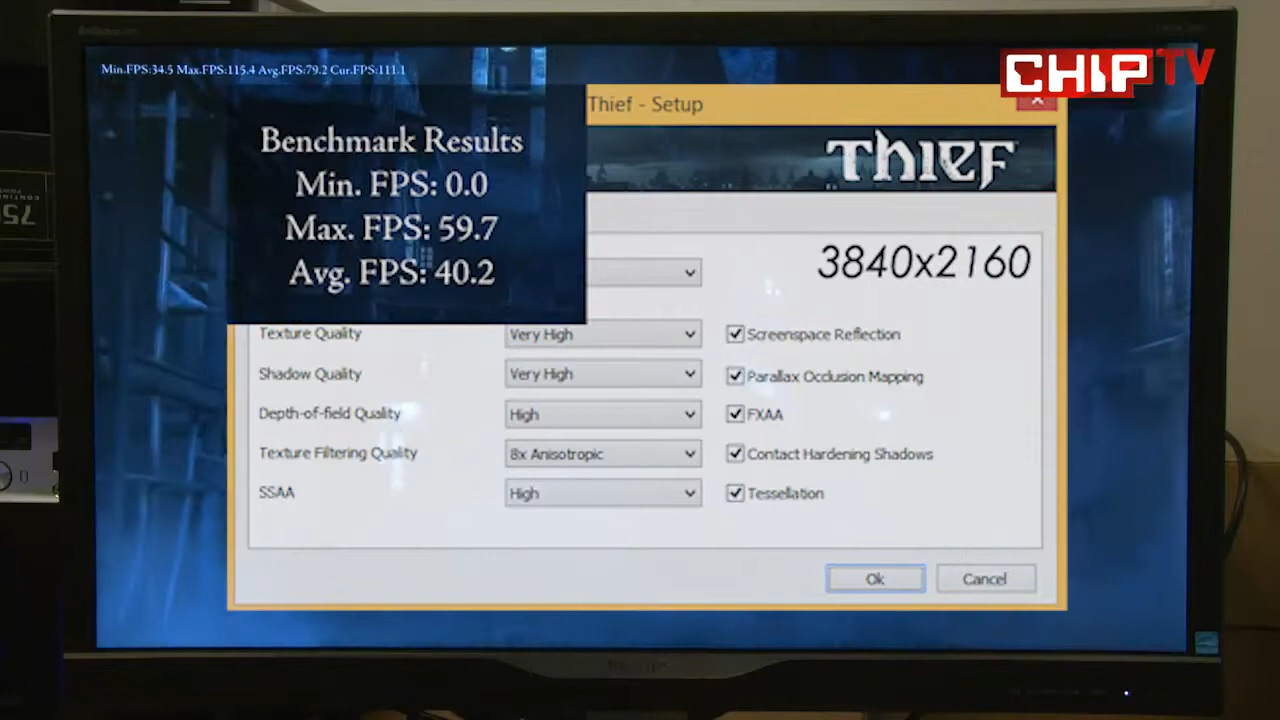 Min.FPS:34.5 Max.FPS:115.4 Avg.FPS:79.2 Cur.FPS:111.1
CHIP TV
Thief - Setup
Benchmark Results
Min. FPS: 0.0
Max. FPS: 59.7
Avg. FPS: 40.2
THIEF
3840x2160
Texture Quality Very High Screenspace Reflection
Shadow Quality Very High Parallax Occlusion Mapping
Depth-of-field Quality High FXAA
Texture Filtering Quality 8x Anisotropic Contact Hardening Shadows
SSAA High Tessellation
Ok Cancel
PHILIPS